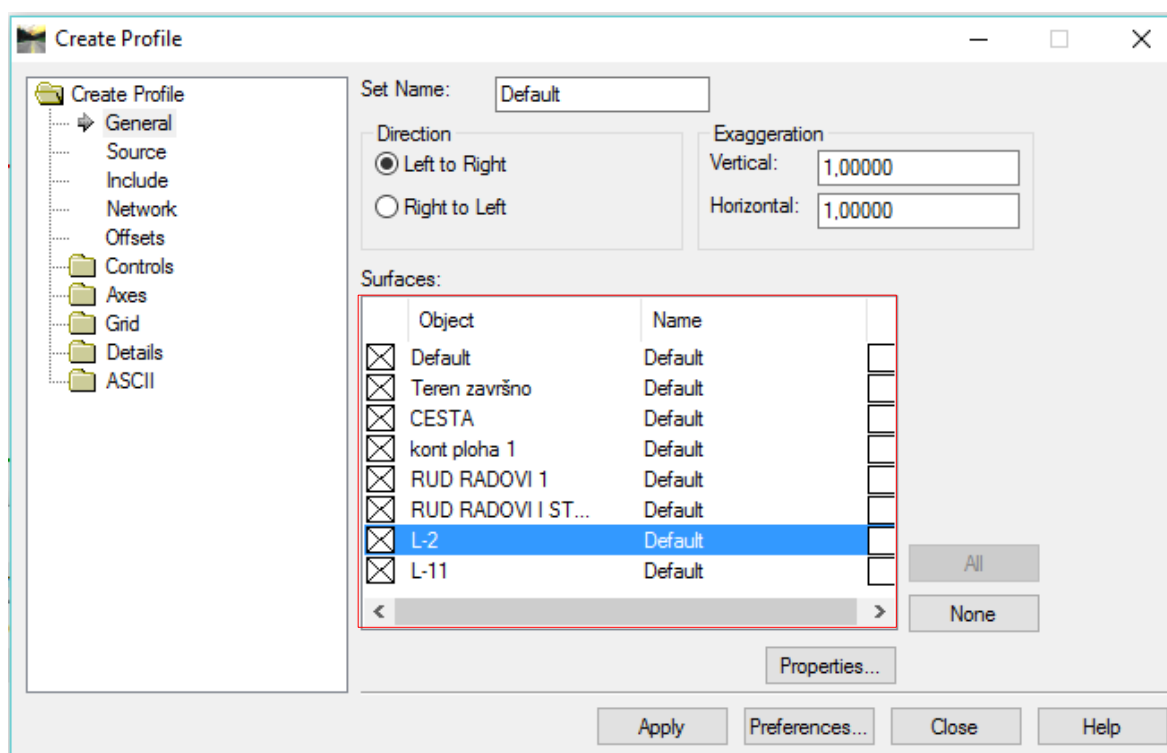 Create Profile
Create Profile
General
Source
Include
Network
Offsets
Controls
Axes
Grid
Details
ASCII
Set Name: Default
Direction
Left to Right
Right to Left
Exaggeration
Vertical: 1,00000
Horizontal: 1,00000
Surfaces:
Object Name
Default Default
Teren završno Default
CESTA Default
kont ploha 1 Default
RUD RADOVI 1 Default
RUD RADOVI I ST... Default
L-2 Default
L-11 Default
All
None
Properties...
Apply Preferences... Close Help